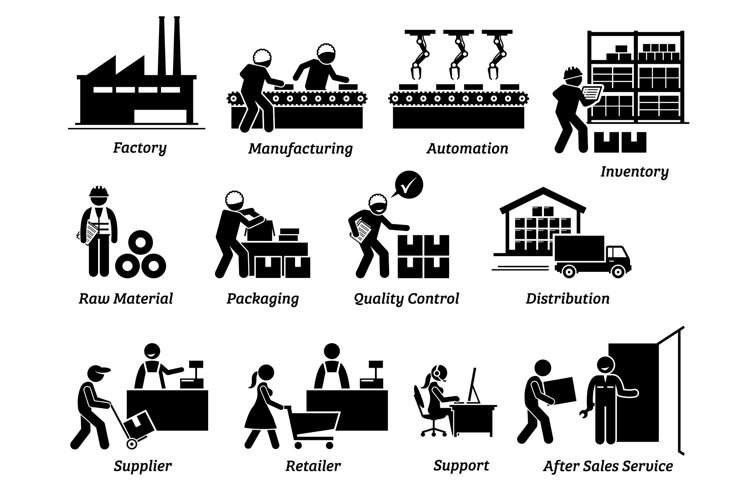 Factory
Manufacturing
Automation
Inventory
Raw Material
Packaging
Quality Control
Distribution
Supplier
Retailer
Support
After Sales Service